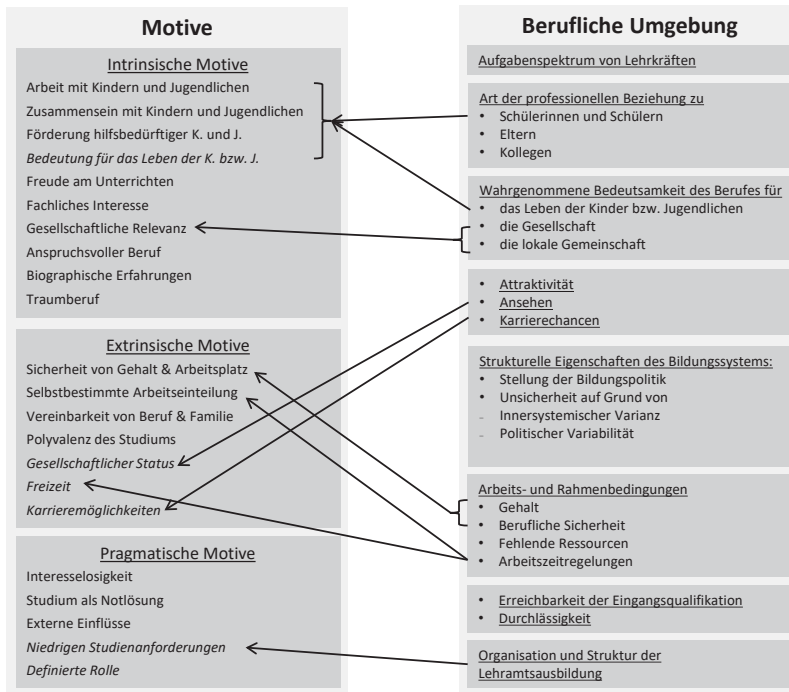 Motive
Intrinsische Motive
Arbeit mit Kindern und Jugendlichen
Zusammensein mit Kindern und Jugendlichen
Förderung hilfsbedürftiger K. und J.
Bedeutung für das Leben der K. bzw. J.
Freude am Unterrichten
Fachliches Interesse
Gesellschaftliche Relevanz
Anspruchsvoller Beruf
Biographische Erfahrungen
Traumberuf
Extrinsische Motive
Sicherheit von Gehalt & Arbeitsplatz
Selbstbestimmte Arbeitseinteilung
Vereinbarkeit von Beruf & Familie
Polyvalenz des Studiums
Gesellschaftlicher Status
Freizeit
Karrieremöglichkeiten
Pragmatische Motive
Interesselosigkeit
Studium als Notlösung
Externe Einflüsse
Niedrigen Studienanforderungen
Definierte Rolle
Berufliche Umgebung
Aufgabenspektrum von Lehrkräften
Art der professionellen Beziehung zu
• Schülerinnen und Schülern
• Eltern
• Kollegen
Wahrgenommene Bedeutsamkeit des Berufes für
• das Leben der Kinder bzw. Jugendlichen
• die Gesellschaft
• die lokale Gemeinschaft
• Attraktivität
• Ansehen
• Karrierechancen
Strukturelle Eigenschaften des Bildungssystems:
• Stellung der Bildungspolitik
• Unsicherheit auf Grund von
– Innersystemischer Varianz
– Politischer Variabilität
Arbeits- und Rahmenbedingungen
• Gehalt
• Berufliche Sicherheit
• Fehlende Ressourcen
• Arbeitszeitregelungen
• Erreichbarkeit der Eingangsqualifikation
• Durchlässigkeit
Organisation und Struktur der
Lehramtsausbildung